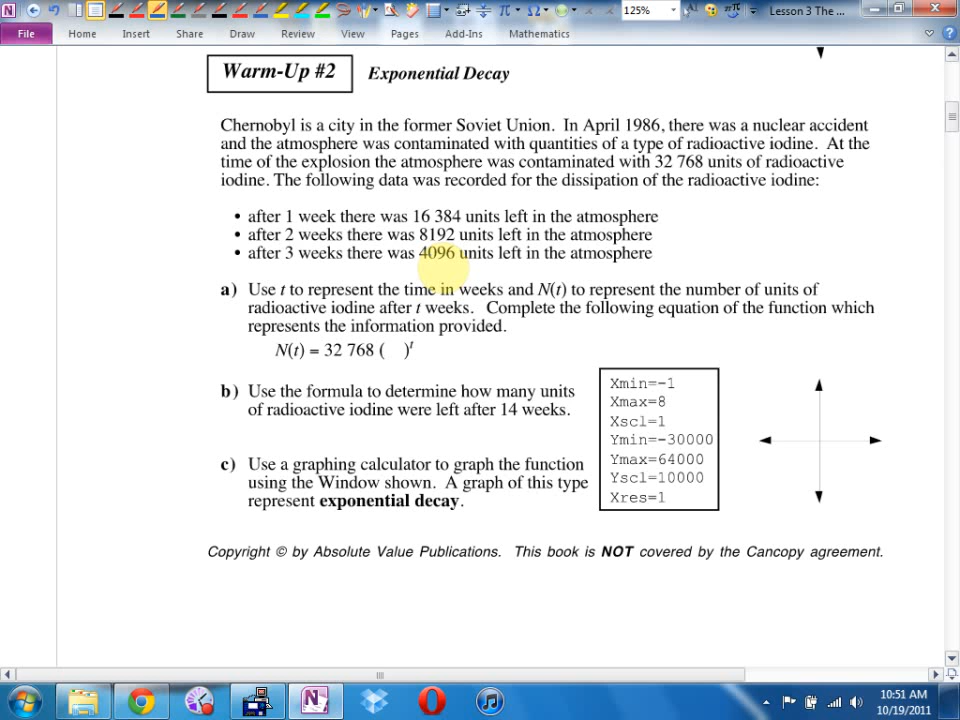 125%
Lesson 3 The ...
File Home Insert Share Draw Review View Pages Add-Ins Mathematics
Warm-Up #2 Exponential Decay
Chernobyl is a city in the former Soviet Union. In April 1986, there was a nuclear accident
and the atmosphere was contaminated with quantities of a type of radioactive iodine. At the
time of the explosion the atmosphere was contaminated with 32 768 units of radioactive
iodine. The following data was recorded for the dissipation of the radioactive iodine:
• after 1 week there was 16 384 units left in the atmosphere
• after 2 weeks there was 8192 units left in the atmosphere
• after 3 weeks there was 4096 units left in the atmosphere
a) Use t to represent the time in weeks and N(t) to represent the number of units of
radioactive iodine after t weeks. Complete the following equation of the function which
represents the information provided.
N(t) = 32 768 ( )^t
b) Use the formula to determine how many units
of radioactive iodine were left after 14 weeks.
c) Use a graphing calculator to graph the function
using the Window shown. A graph of this type
represent exponential decay.
Xmin=-1
Xmax=8
Xscl=1
Ymin=-30000
Ymax=64000
Yscl=10000
Xres=1
Copyright © by Absolute Value Publications. This book is NOT covered by the Cancopy agreement.
10:51 AM
10/19/2011